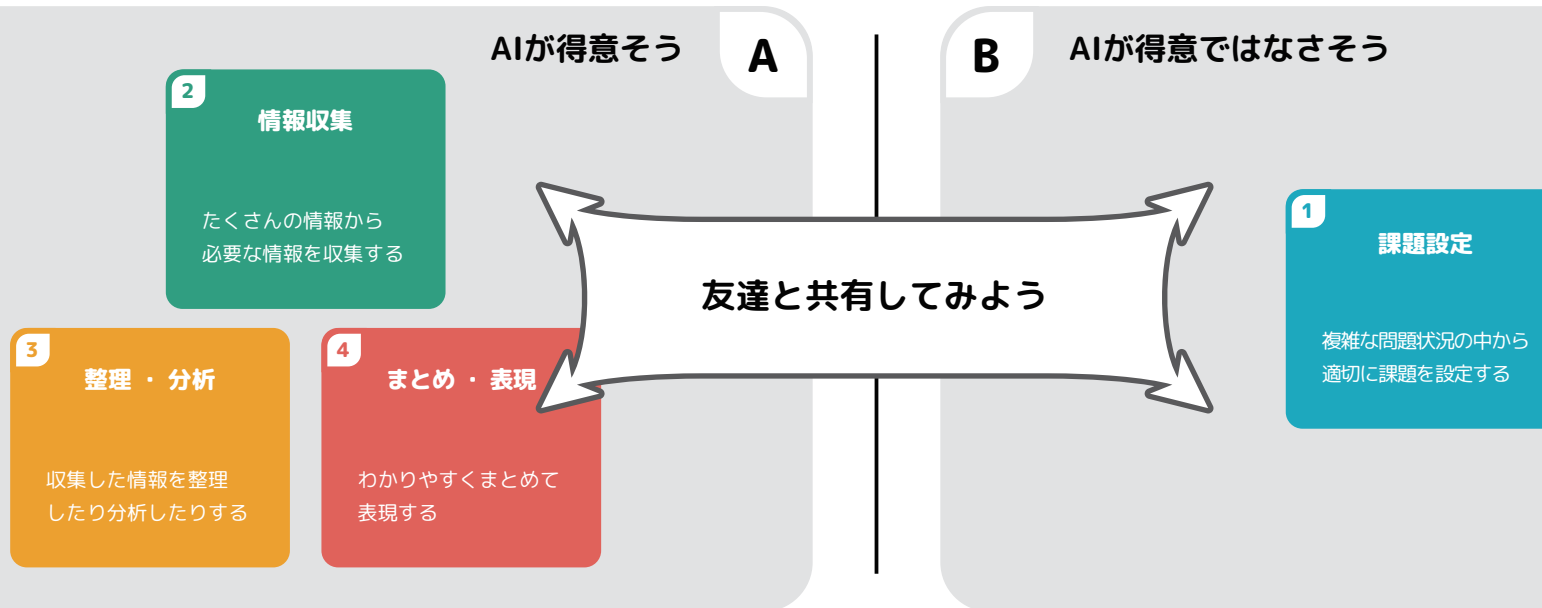 AIが得意そう
A
B
AIが得意ではなさそう
2
情報収集
たくさんの情報から
必要な情報を収集する
3
整理 ・ 分析
収集した情報を整理
したり分析したりする
4
まとめ ・ 表現
わかりやすくまとめて
表現する
友達と共有してみよう
1
課題設定
複雑な問題状況の中から
適切に課題を設定する